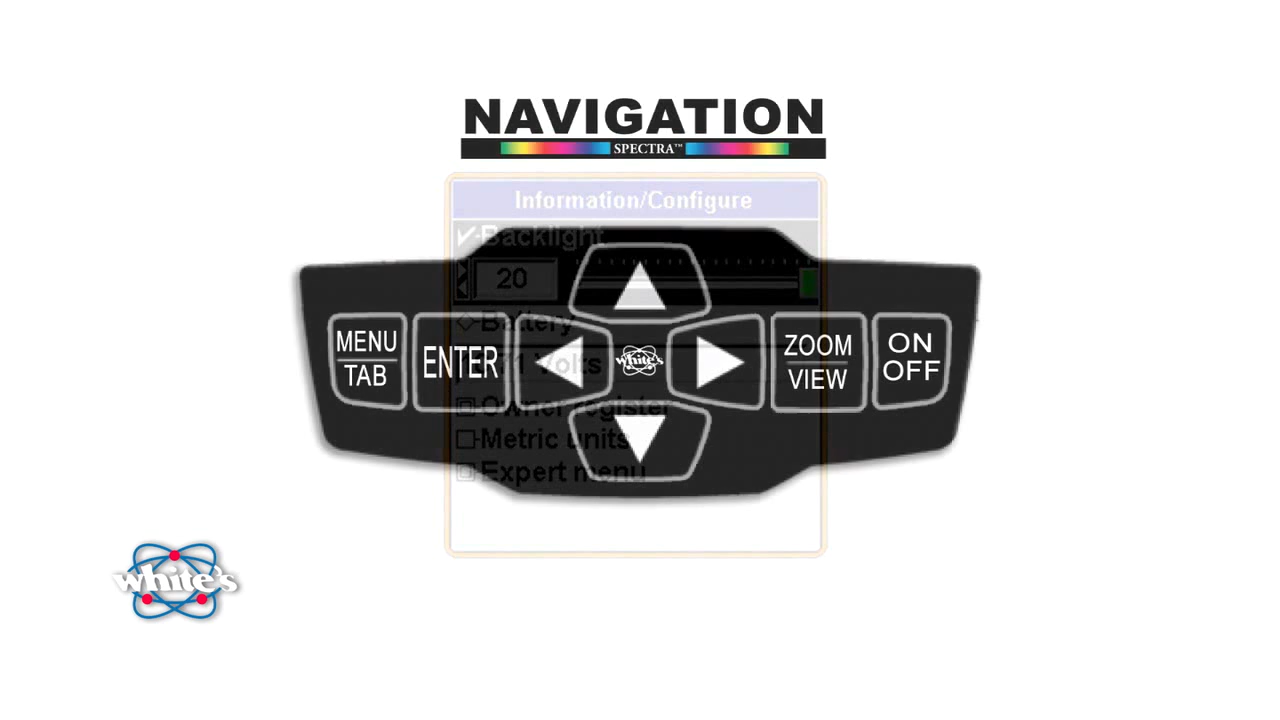 NAVIGATION
SPECTRA™
Information/Configure
Backlight
20
Battery
71 Volts
Owner register
Metric units
Expert menu
MENU
TAB
ENTER
white's
ZOOM
VIEW
ON
OFF
white's